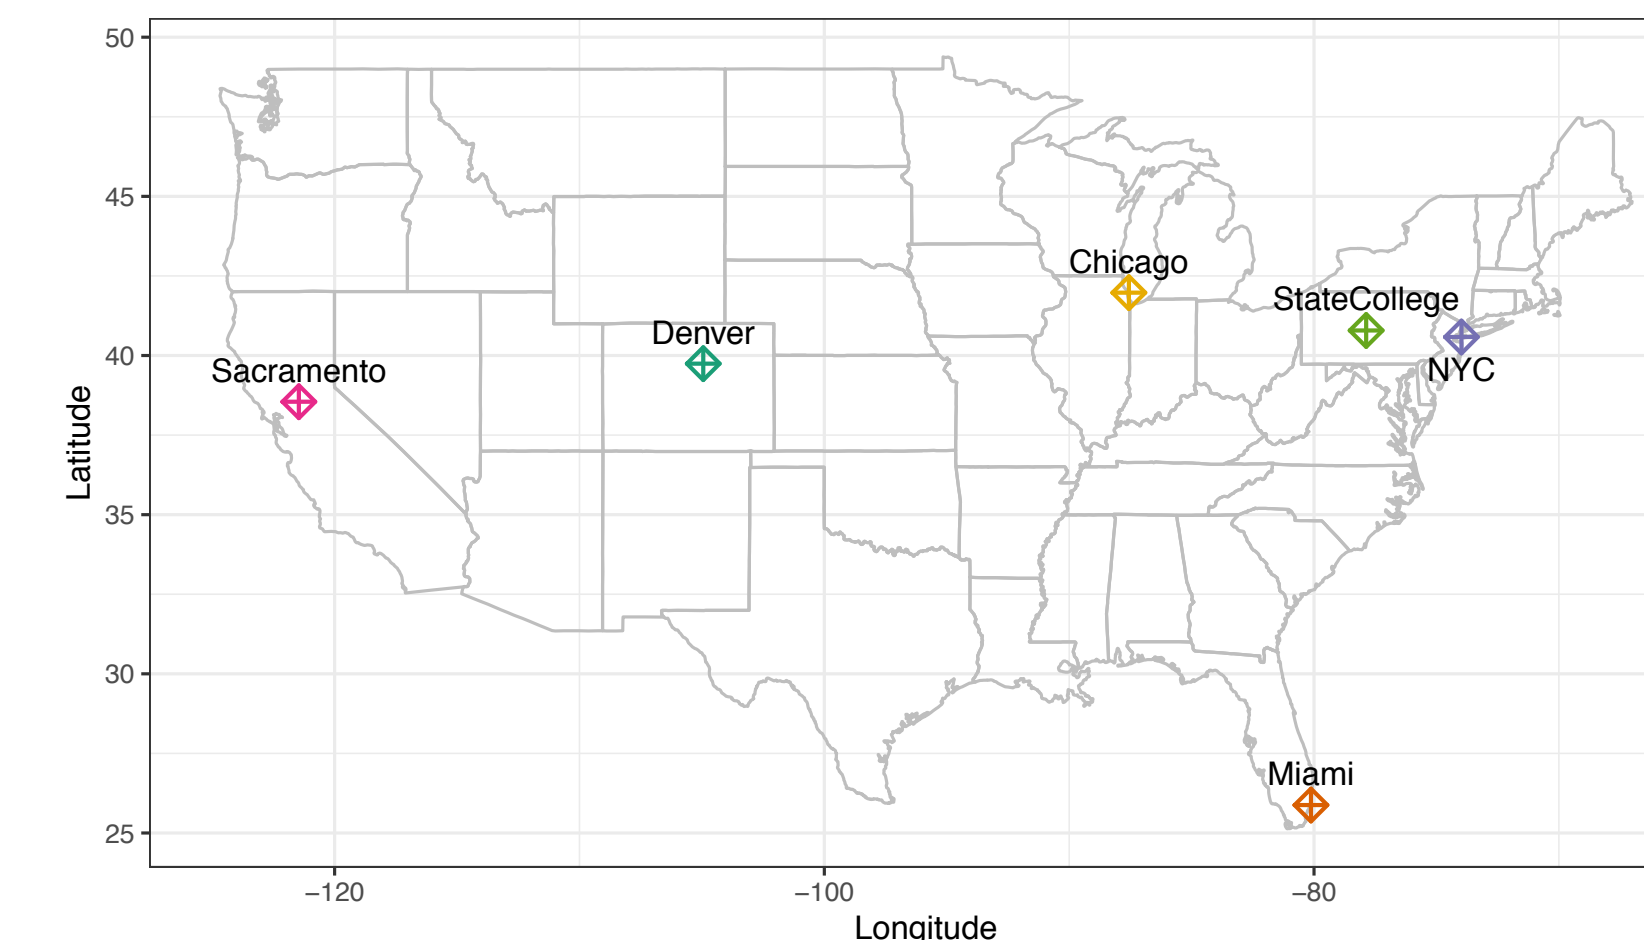 50
45
40
35
30
25
Latitude
Chicago
StateCollege
Denver
NYC
Sacramento
Miami
−120
−100
−80
Longitude